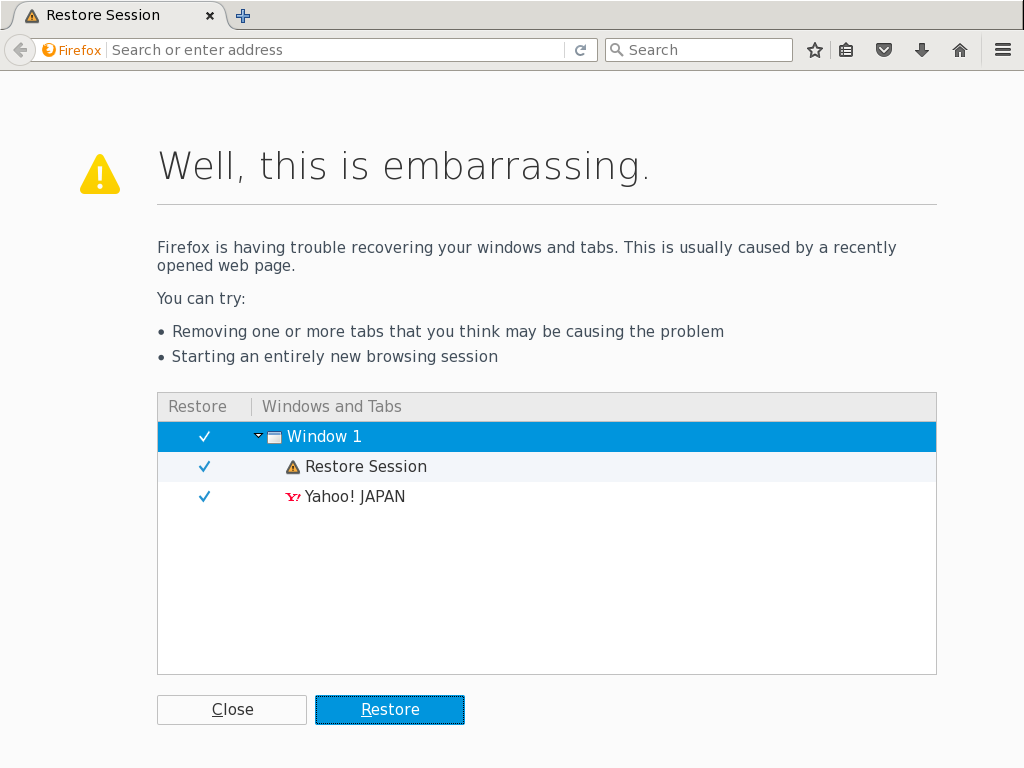 Restore Session
Firefox Search or enter address Search
Well, this is embarrassing.
Firefox is having trouble recovering your windows and tabs. This is usually caused by a recently
opened web page.
You can try:
• Removing one or more tabs that you think may be causing the problem
• Starting an entirely new browsing session
Restore Windows and Tabs
Window 1
Restore Session
Y! Yahoo! JAPAN
Close Restore